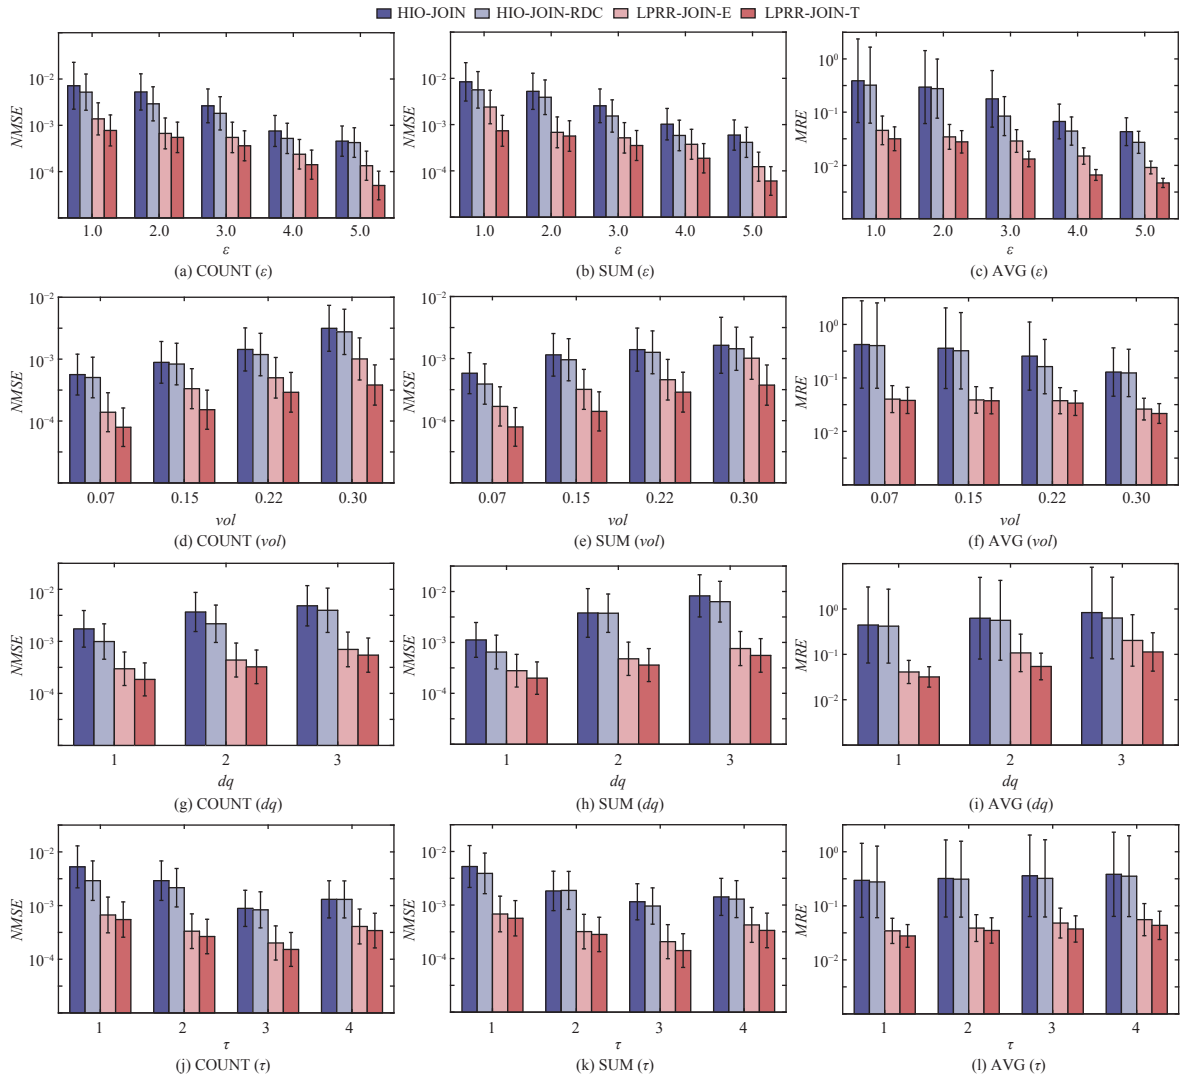 HIO-JOIN HIO-JOIN-RDC LPRR-JOIN-E LPRR-JOIN-T
NMSE
10⁻²
10⁻³
10⁻⁴
1.0 2.0 3.0 4.0 5.0
ε
(a) COUNT (ε)
NMSE
10⁻²
10⁻³
10⁻⁴
1.0 2.0 3.0 4.0 5.0
ε
(b) SUM (ε)
MRE
10⁰
10⁻¹
10⁻²
1.0 2.0 3.0 4.0 5.0
ε
(c) AVG (ε)
NMSE
10⁻²
10⁻³
10⁻⁴
0.07 0.15 0.22 0.30
vol
(d) COUNT (vol)
NMSE
10⁻²
10⁻³
10⁻⁴
0.07 0.15 0.22 0.30
vol
(e) SUM (vol)
MRE
10⁰
10⁻¹
10⁻²
0.07 0.15 0.22 0.30
vol
(f) AVG (vol)
NMSE
10⁻²
10⁻³
10⁻⁴
1 2 3
dq
(g) COUNT (dq)
NMSE
10⁻²
10⁻³
10⁻⁴
1 2 3
dq
(h) SUM (dq)
MRE
10⁰
10⁻¹
10⁻²
1 2 3
dq
(i) AVG (dq)
NMSE
10⁻²
10⁻³
10⁻⁴
1 2 3 4
τ
(j) COUNT (τ)
NMSE
10⁻²
10⁻³
10⁻⁴
1 2 3 4
τ
(k) SUM (τ)
MRE
10⁰
10⁻¹
10⁻²
1 2 3 4
τ
(l) AVG (τ)